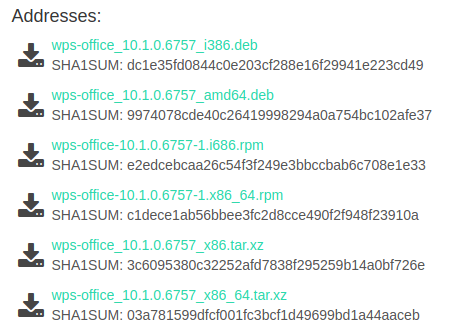 Addresses:
wps-office_10.1.0.6757_i386.deb
SHA1SUM: dc1e35fd0844c0e203cf288e16f29941e223cd49
wps-office_10.1.0.6757_amd64.deb
SHA1SUM: 9974078cde40c26419998294a0a754bc102afe37
wps-office-10.1.0.6757-1.i686.rpm
SHA1SUM: e2edcebcaa26c54f3f249e3bbccbab6c708e1e33
wps-office-10.1.0.6757-1.x86_64.rpm
SHA1SUM: c1dece1ab56bbee3fc2d8cce490f2f948f23910a
wps-office_10.1.0.6757_x86.tar.xz
SHA1SUM: 3c6095380c32252afd7838f295259b14a0bf726e
wps-office_10.1.0.6757_x86_64.tar.xz
SHA1SUM: 03a781599dfcf001fc3bcf1d49699bd1a44aaceb